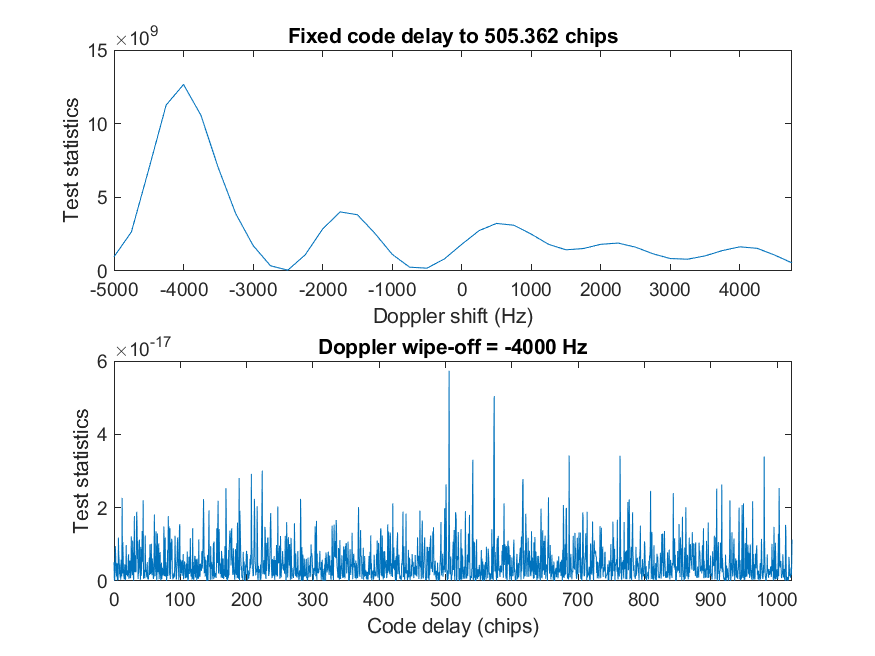 Fixed code delay to 505.362 chips
×10^9
15
10
5
0
Test statistics
-5000 -4000 -3000 -2000 -1000 0 1000 2000 3000 4000
Doppler shift (Hz)
Doppler wipe-off = -4000 Hz
×10^-17
6
4
2
0
Test statistics
0 100 200 300 400 500 600 700 800 900 1000
Code delay (chips)